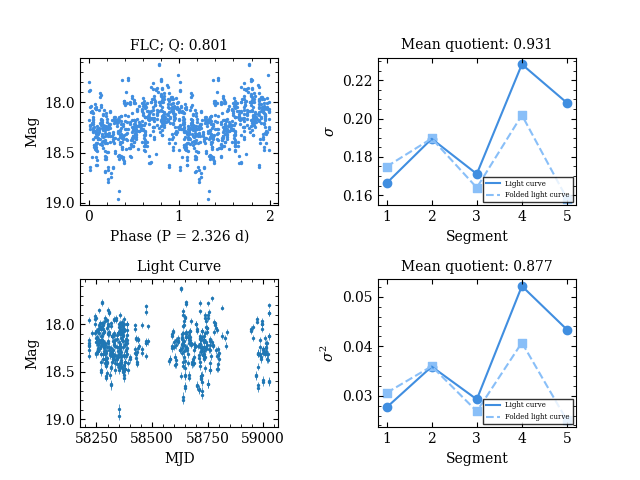 FLC; Q: 0.801
Mag
18.0
18.5
19.0
0
1
2
Phase (P = 2.326 d)
Mean quotient: 0.931
σ
0.22
0.20
0.18
0.16
Light curve
Folded light curve
1
2
3
4
5
Segment
Light Curve
Mag
18.0
18.5
19.0
58250
58500
58750
59000
MJD
Mean quotient: 0.877
σ²
0.05
0.04
0.03
Light curve
Folded light curve
1
2
3
4
5
Segment